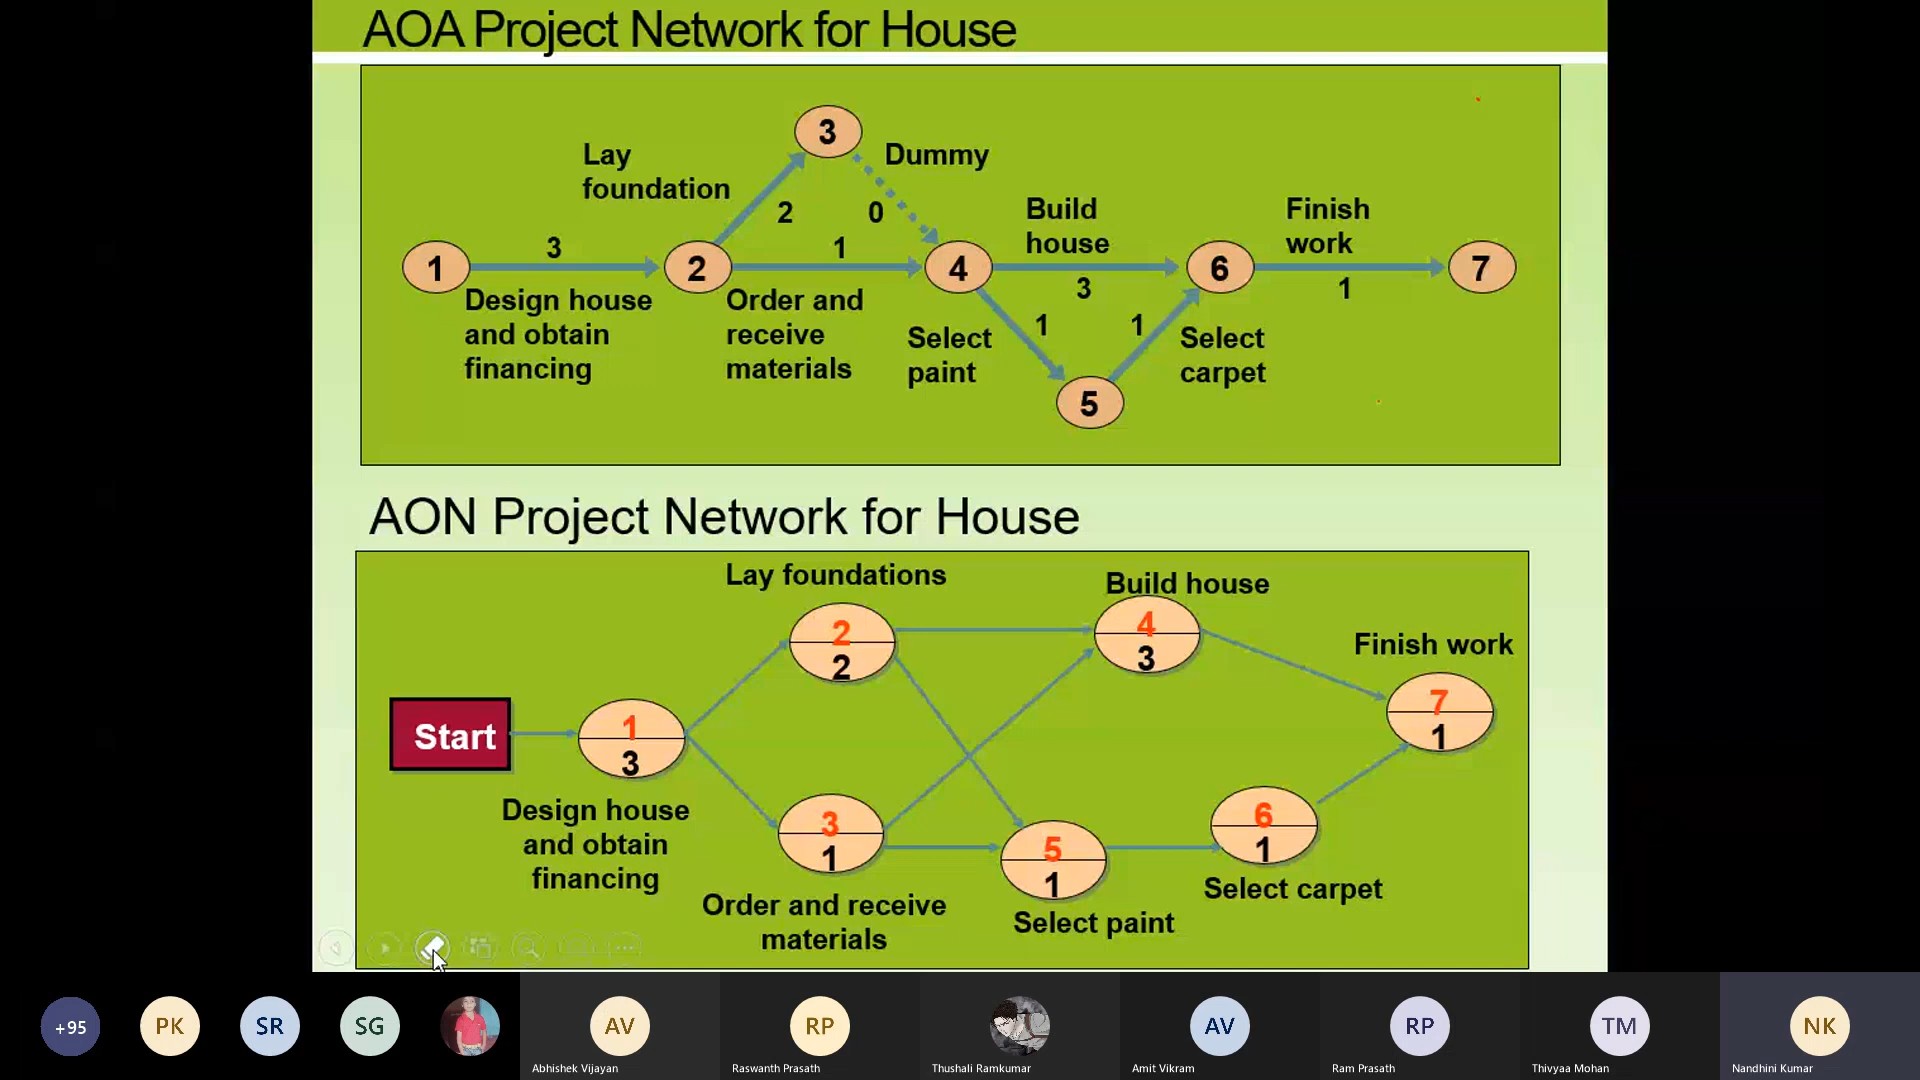 AOA Project Network for House
3
Lay
foundation
Dummy
2
0
Build
house
Finish
work
1
3
2
1
4
6
7
3
1
Design house
and obtain
financing
Order and
receive
materials
Select
paint
1
1
Select
carpet
5
AON Project Network for House
Lay foundations
Build house
2
2
4
3
Finish work
Start
1
3
7
1
Design house
and obtain
financing
3
1
Order and receive
materials
5
1
Select paint
6
1
Select carpet
+95
PK
SR
SG
AV
Abhishek Vijayan
RP
Raswanth Prasath
Thushali Ramkumar
AV
Amit Vikram
RP
Ram Prasath
TM
Thivyaa Mohan
NK
Nandhini Kumar